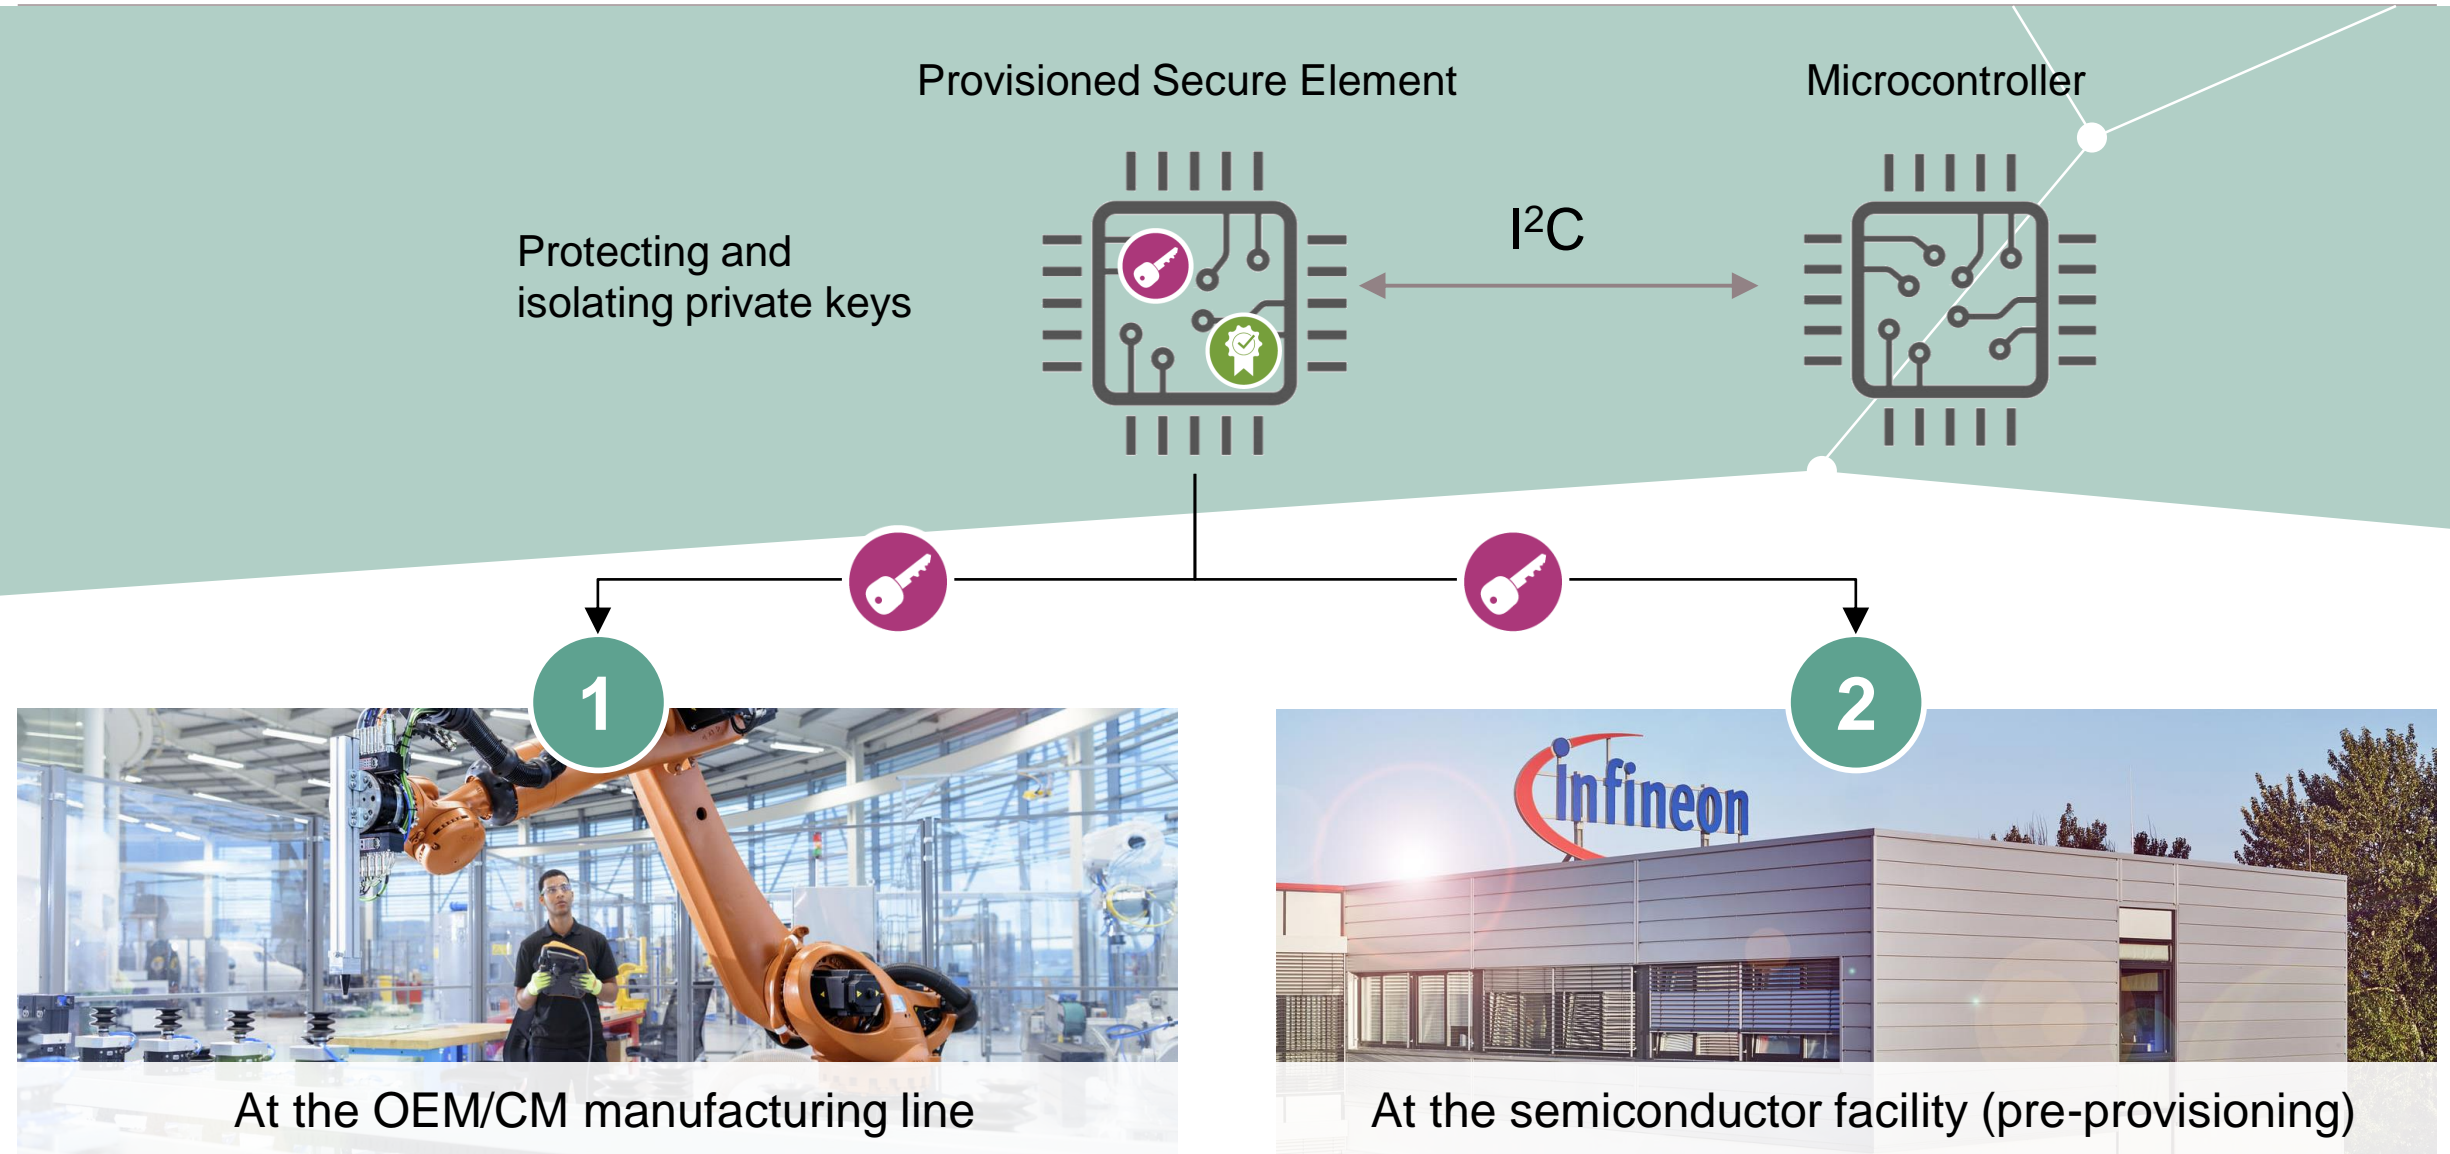 Provisioned Secure Element
Microcontroller
Protecting and
isolating private keys
I²C
1
2
infineon
At the OEM/CM manufacturing line
At the semiconductor facility (pre-provisioning)